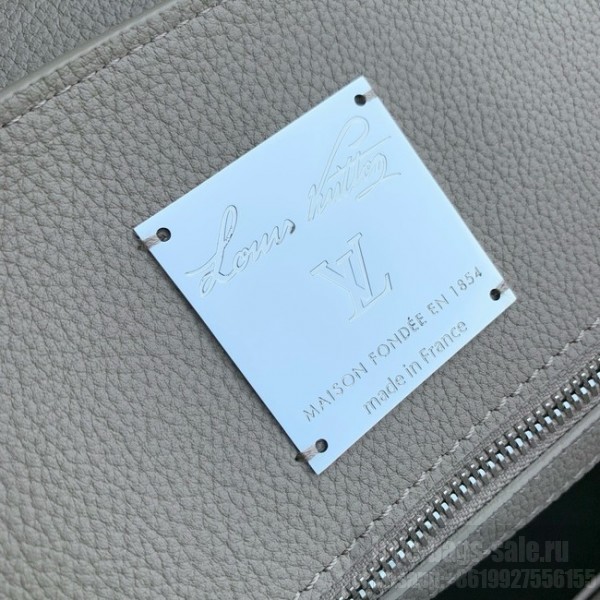 Louis Vuitton
LV
MAISON FONDÉE EN 1854
made in France